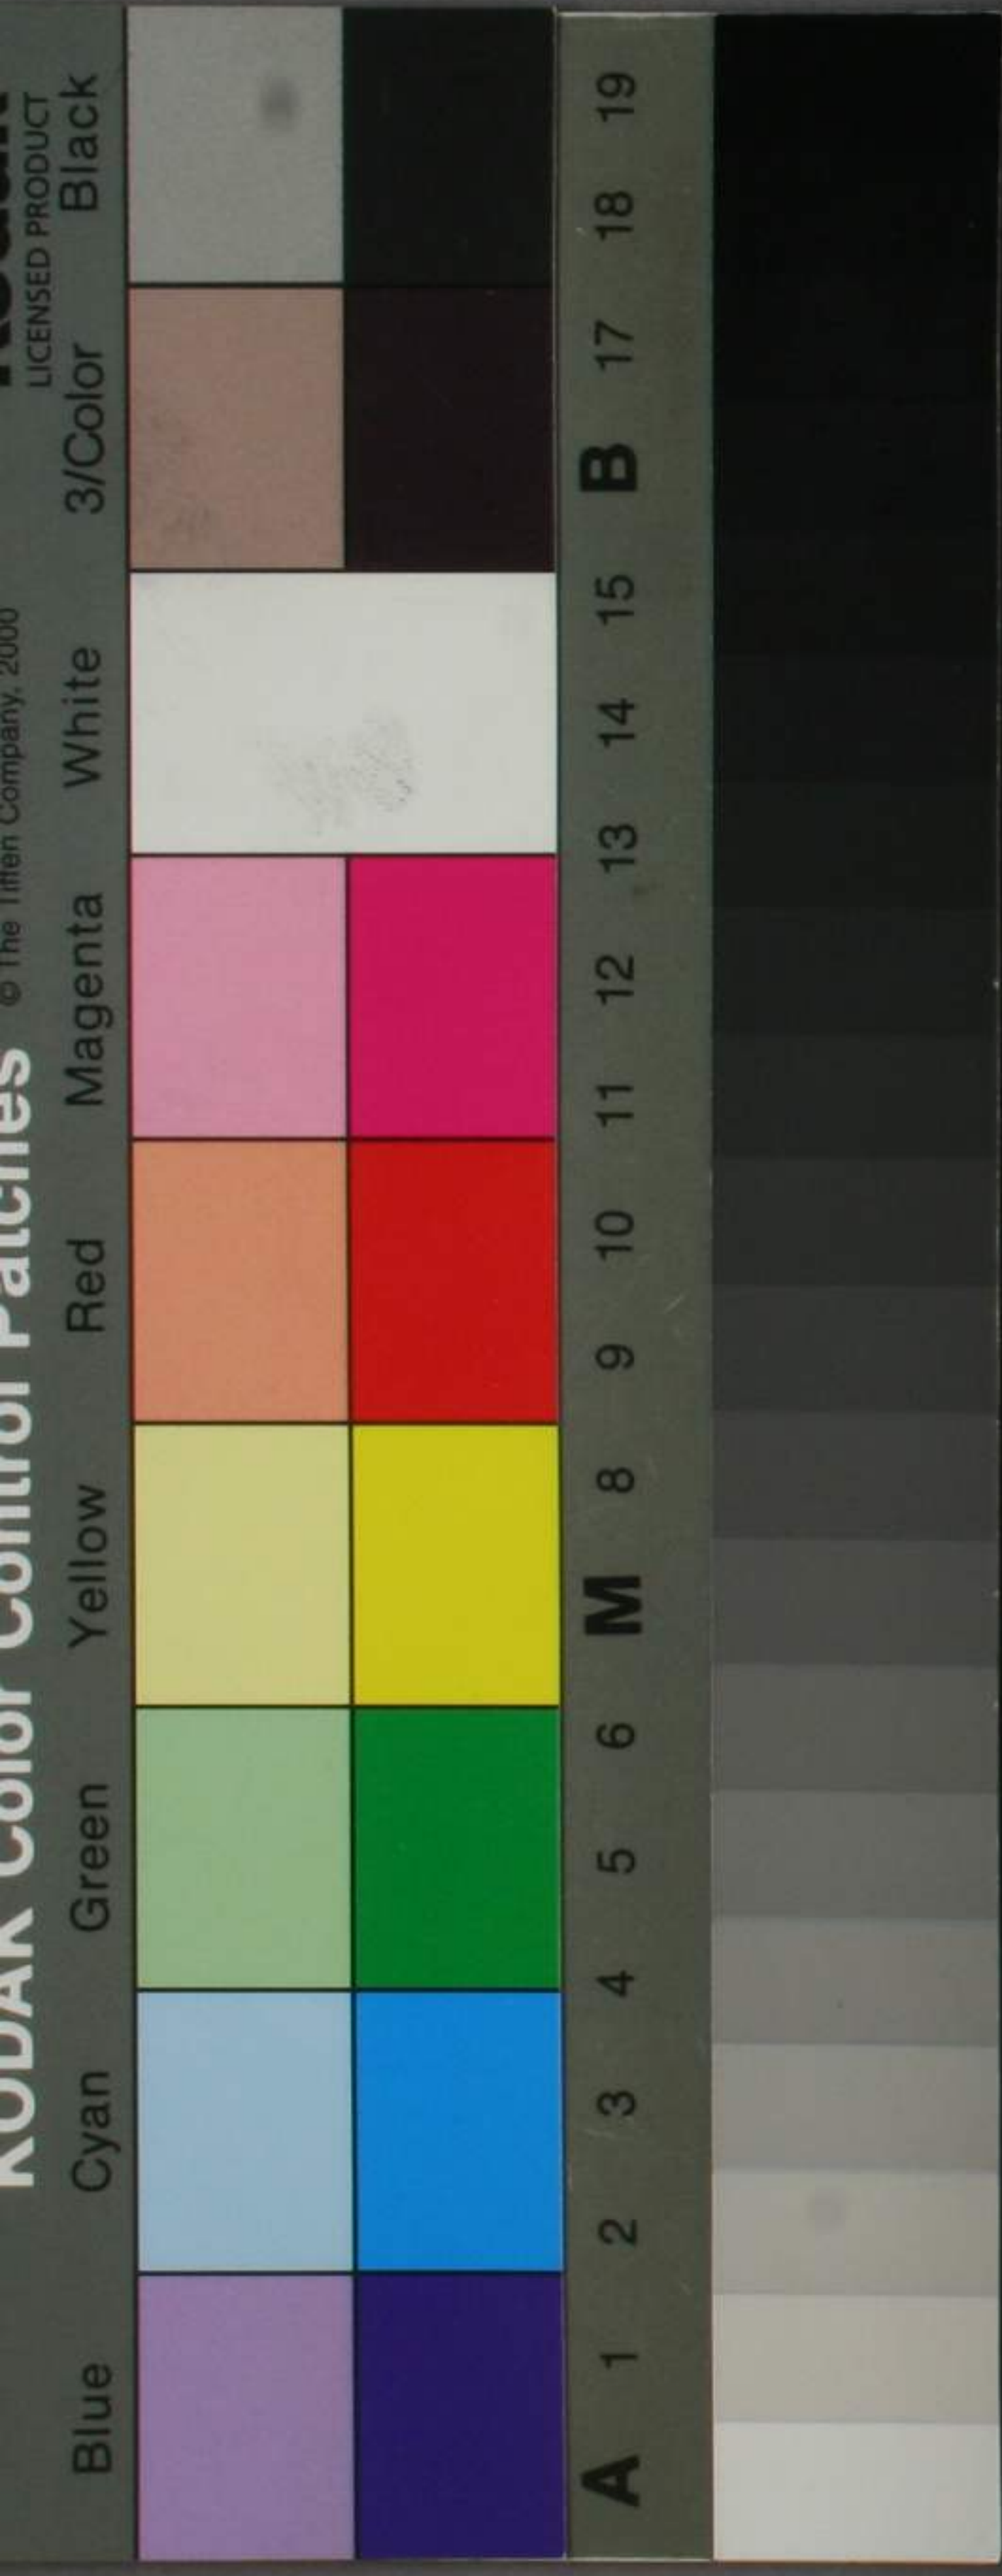 KODAK Color Control Patches © The Tiffen Company, 2000
LICENSED PRODUCT
Blue Cyan Green Yellow Red Magenta White 3/Color Black
A 1 2 3 4 5 6 M 8 9 10 11 12 13 14 15 B 17 18 19